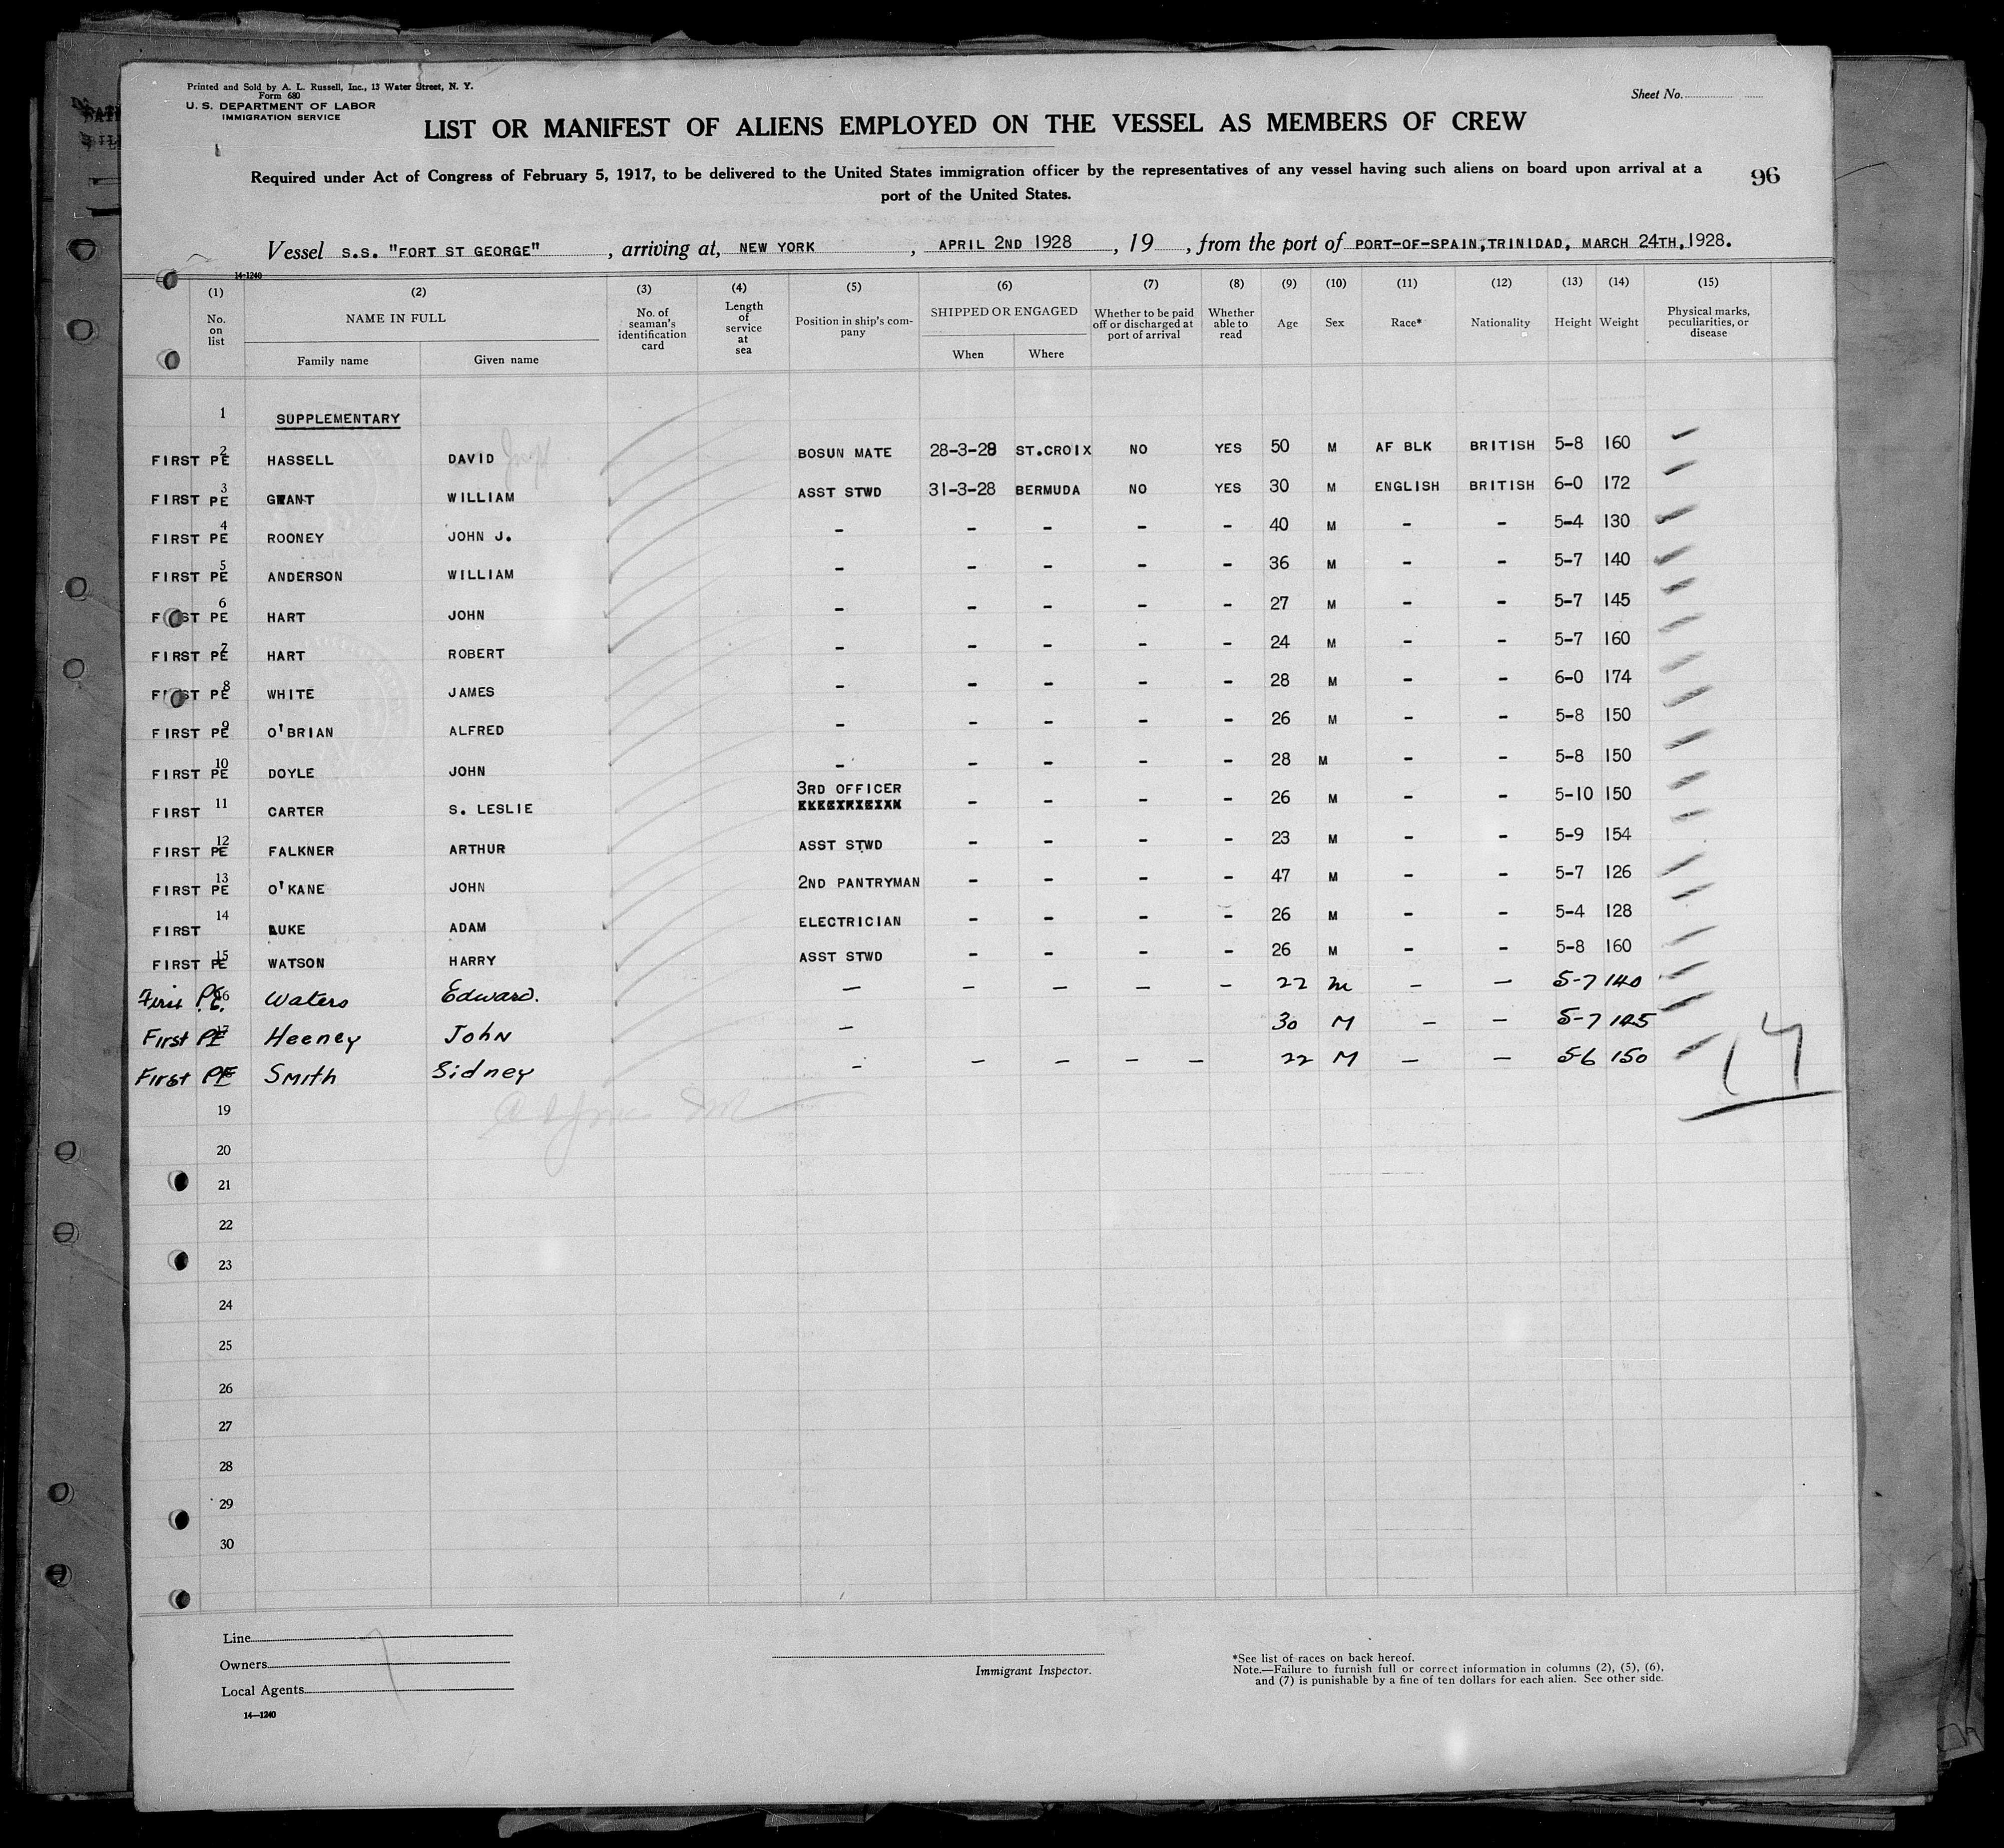 Printed and Sold by A. L. Russell, Inc., 13 Water Street, N. Y.
Form 680
U. S. DEPARTMENT OF LABOR
IMMIGRATION SERVICE
Sheet No.
LIST OR MANIFEST OF ALIENS EMPLOYED ON THE VESSEL AS MEMBERS OF CREW
Required under Act of Congress of February 5, 1917, to be delivered to the United States immigration officer by the representatives of any vessel having such aliens on board upon arrival at a
port of the United States.
96
Vessel S.S. "FORT ST GEORGE", arriving at, NEW YORK, APRIL 2ND 1928, 19, from the port of PORT-OF-SPAIN, TRINIDAD, MARCH 24TH, 1928.
14-1240
(1) (2) (3) (4) (5) (6) (7) (8) (9) (10) (11) (12) (13) (14) (15)
No. on list NAME IN FULL Family name Given name No. of seaman's identification card Length of service at sea Position in ship's company SHIPPED OR ENGAGED When Where Whether to be paid off or discharged at port of arrival Whether able to read Age Sex Race* Nationality Height Weight Physical marks, peculiarities, or disease
1 SUPPLEMENTARY
FIRST PE 2 HASSELL DAVID BOSUN MATE 28-3-28 ST.CROIX NO YES 50 M AF BLK BRITISH 5-8 160
FIRST PE 3 GRANT WILLIAM ASST STWD 31-3-28 BERMUDA NO YES 30 M ENGLISH BRITISH 6-0 172
FIRST PE 4 ROONEY JOHN J. - - - - - 40 M - - 5-4 130
FIRST PE 5 ANDERSON WILLIAM - - - - - 36 M - - 5-7 140
FIRST PE 6 HART JOHN - - - - - 27 M - - 5-7 145
FIRST PE 7 HART ROBERT - - - - - 24 M - - 5-7 160
FIRST PE 8 WHITE JAMES - - - - - 28 M - - 6-0 174
FIRST PE 9 O'BRIAN ALFRED - - - - - 26 M - - 5-8 150
FIRST PE 10 DOYLE JOHN - - - - - 28 M - - 5-8 150
FIRST 11 CARTER S. LESLIE 3RD OFFICER - - - - 26 M - - 5-10 150
FIRST PE 12 FALKNER ARTHUR ASST STWD - - - - 23 M - - 5-9 154
FIRST PE 13 O'KANE JOHN 2ND PANTRYMAN - - - - 47 M - - 5-7 126
FIRST 14 LUKE ADAM ELECTRICIAN - - - - 26 M - - 5-4 128
FIRST PE 15 WATSON HARRY ASST STWD - - - - 26 M - - 5-8 160
First PE. 16 Waters Edward. - - - - - 22 M - - 5-7 140
First PE 17 Heeney John - 30 M - - 5-7 145
First PE Smith Sidney - - - - - 22 M - - 5-6 150
17
19
20
21
22
23
24
25
26
27
28
29
30
Line
Owners
Local Agents
14—1240
Immigrant Inspector.
*See list of races on back hereof.
Note.—Failure to furnish full or correct information in columns (2), (5), (6),
and (7) is punishable by a fine of ten dollars for each alien. See other side.